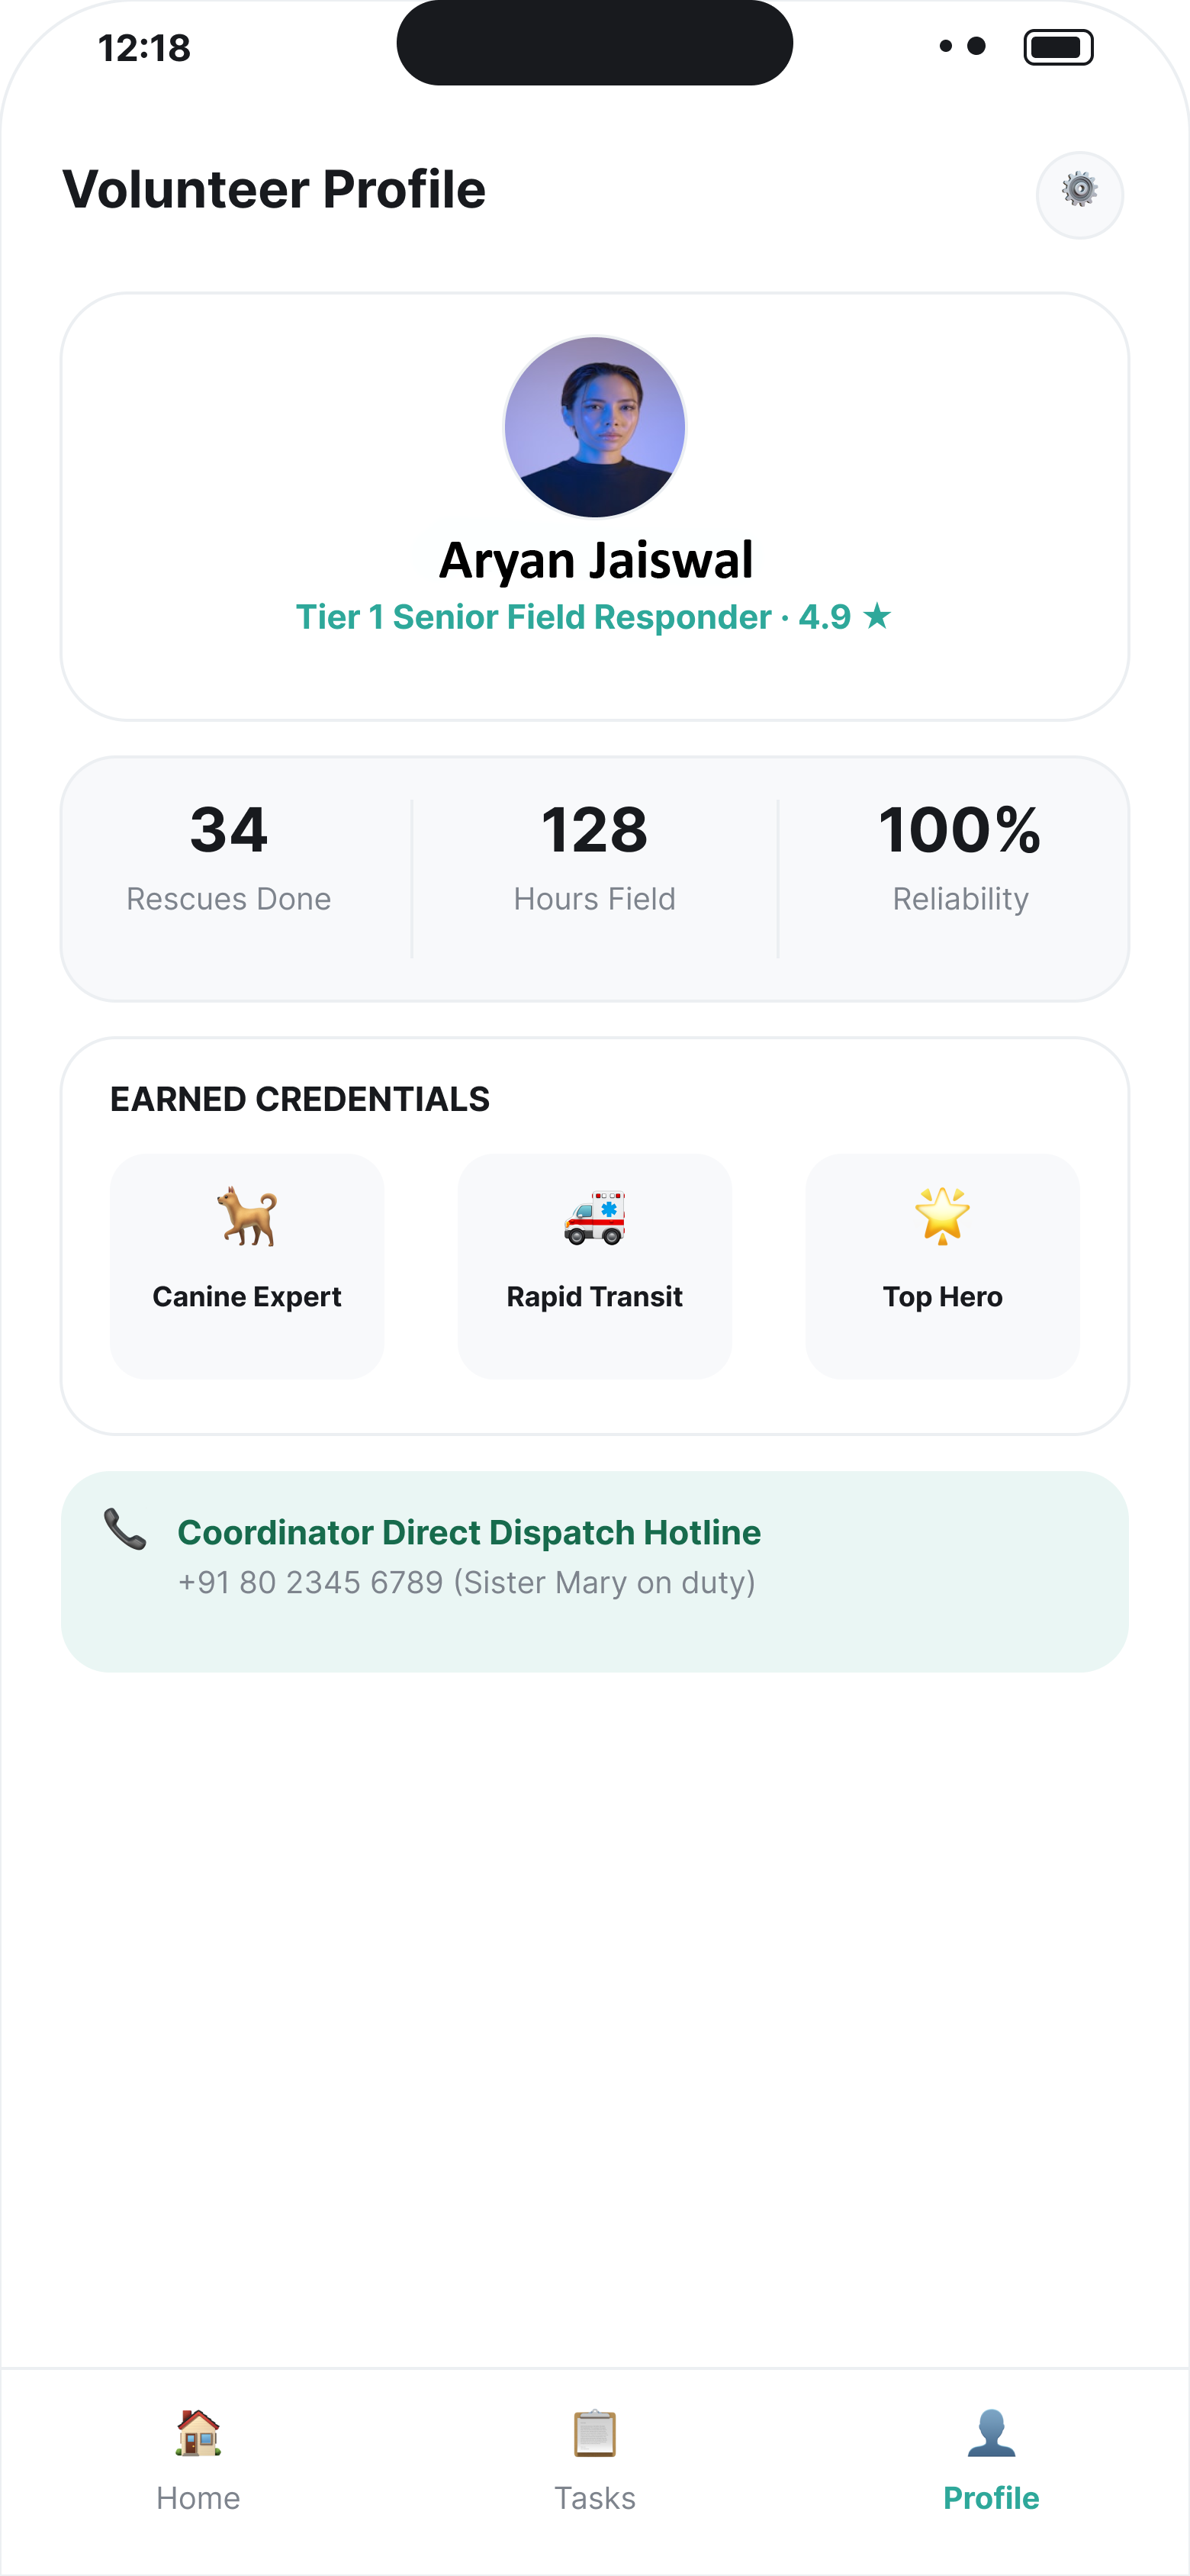 12:18
Volunteer Profile
Aryan Jaiswal
Tier 1 Senior Field Responder · 4.9 ★
34
128
100%
Rescues Done
Hours Field
Reliability
EARNED CREDENTIALS
Canine Expert
Rapid Transit
Top Hero
Coordinator Direct Dispatch Hotline
+91 80 2345 6789 (Sister Mary on duty)
Home
Tasks
Profile